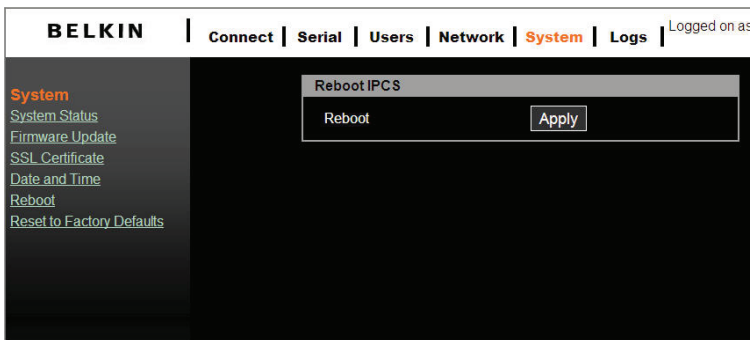 BELKIN
Connect Serial Users Network System Logs Logged on as
System
System Status
Firmware Update
SSL Certificate
Date and Time
Reboot
Reset to Factory Defaults
Reboot IPCS
Reboot Apply